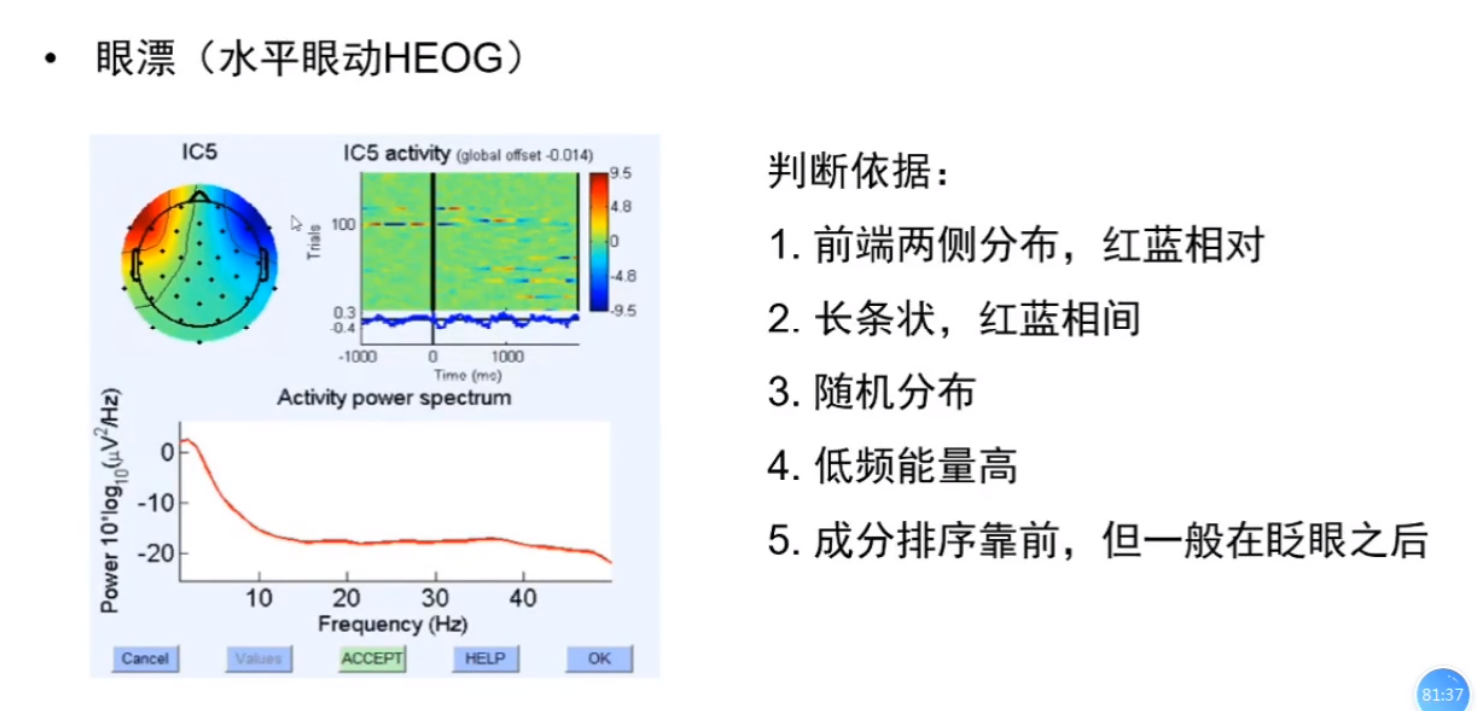 • 眼漂（水平眼动HEOG）
IC5
IC5 activity (global offset -0.014)
Trials
100
9.5
4.8
0
-4.8
-9.5
0.3
-0.4
-1000 0 1000
Time (ms)
Activity power spectrum
Power 10*log10(μV²/Hz)
0
-10
-20
10 20 30 40
Frequency (Hz)
Cancel Values ACCEPT HELP OK
判断依据：
1. 前端两侧分布，红蓝相对
2. 长条状，红蓝相间
3. 随机分布
4. 低频能量高
5. 成分排序靠前，但一般在眨眼之后
81:37